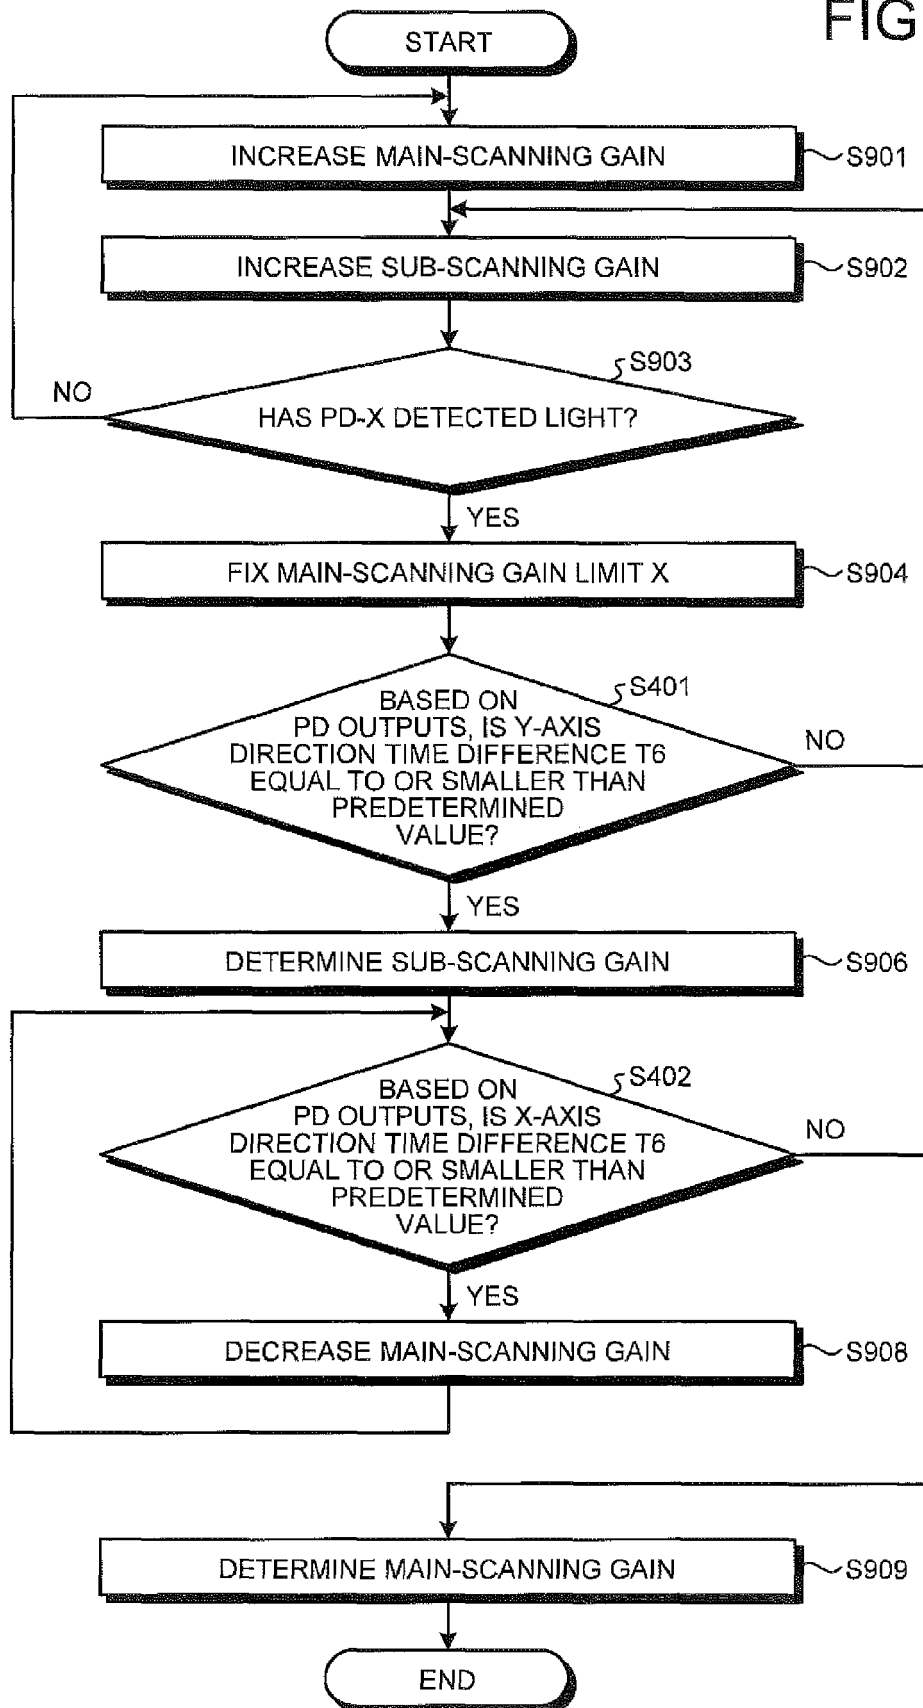 FIG
START
INCREASE MAIN-SCANNING GAIN
S901
INCREASE SUB-SCANNING GAIN
S902
S903
NO
HAS PD-X DETECTED LIGHT?
YES
FIX MAIN-SCANNING GAIN LIMIT X
S904
S401
BASED ON
PD OUTPUTS, IS Y-AXIS
DIRECTION TIME DIFFERENCE T6
EQUAL TO OR SMALLER THAN
PREDETERMINED
VALUE?
NO
YES
DETERMINE SUB-SCANNING GAIN
S906
S402
BASED ON
PD OUTPUTS, IS X-AXIS
DIRECTION TIME DIFFERENCE T6
EQUAL TO OR SMALLER THAN
PREDETERMINED
VALUE?
NO
YES
DECREASE MAIN-SCANNING GAIN
S908
DETERMINE MAIN-SCANNING GAIN
S909
END